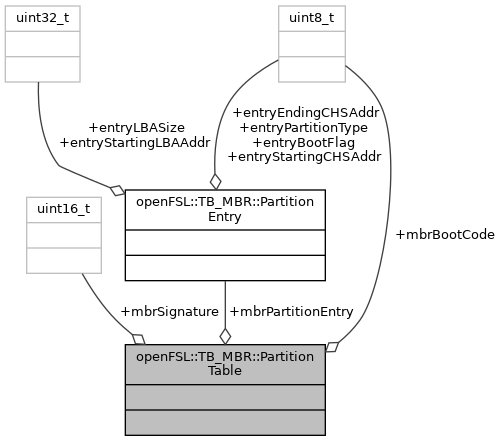 uint32_t
uint8_t
+entryLBASize
+entryStartingLBAAddr
+entryEndingCHSAddr
+entryPartitionType
+entryBootFlag
+entryStartingCHSAddr
openFSL::TB_MBR::Partition
Entry
uint16_t
+mbrBootCode
+mbrSignature
+mbrPartitionEntry
openFSL::TB_MBR::Partition
Table